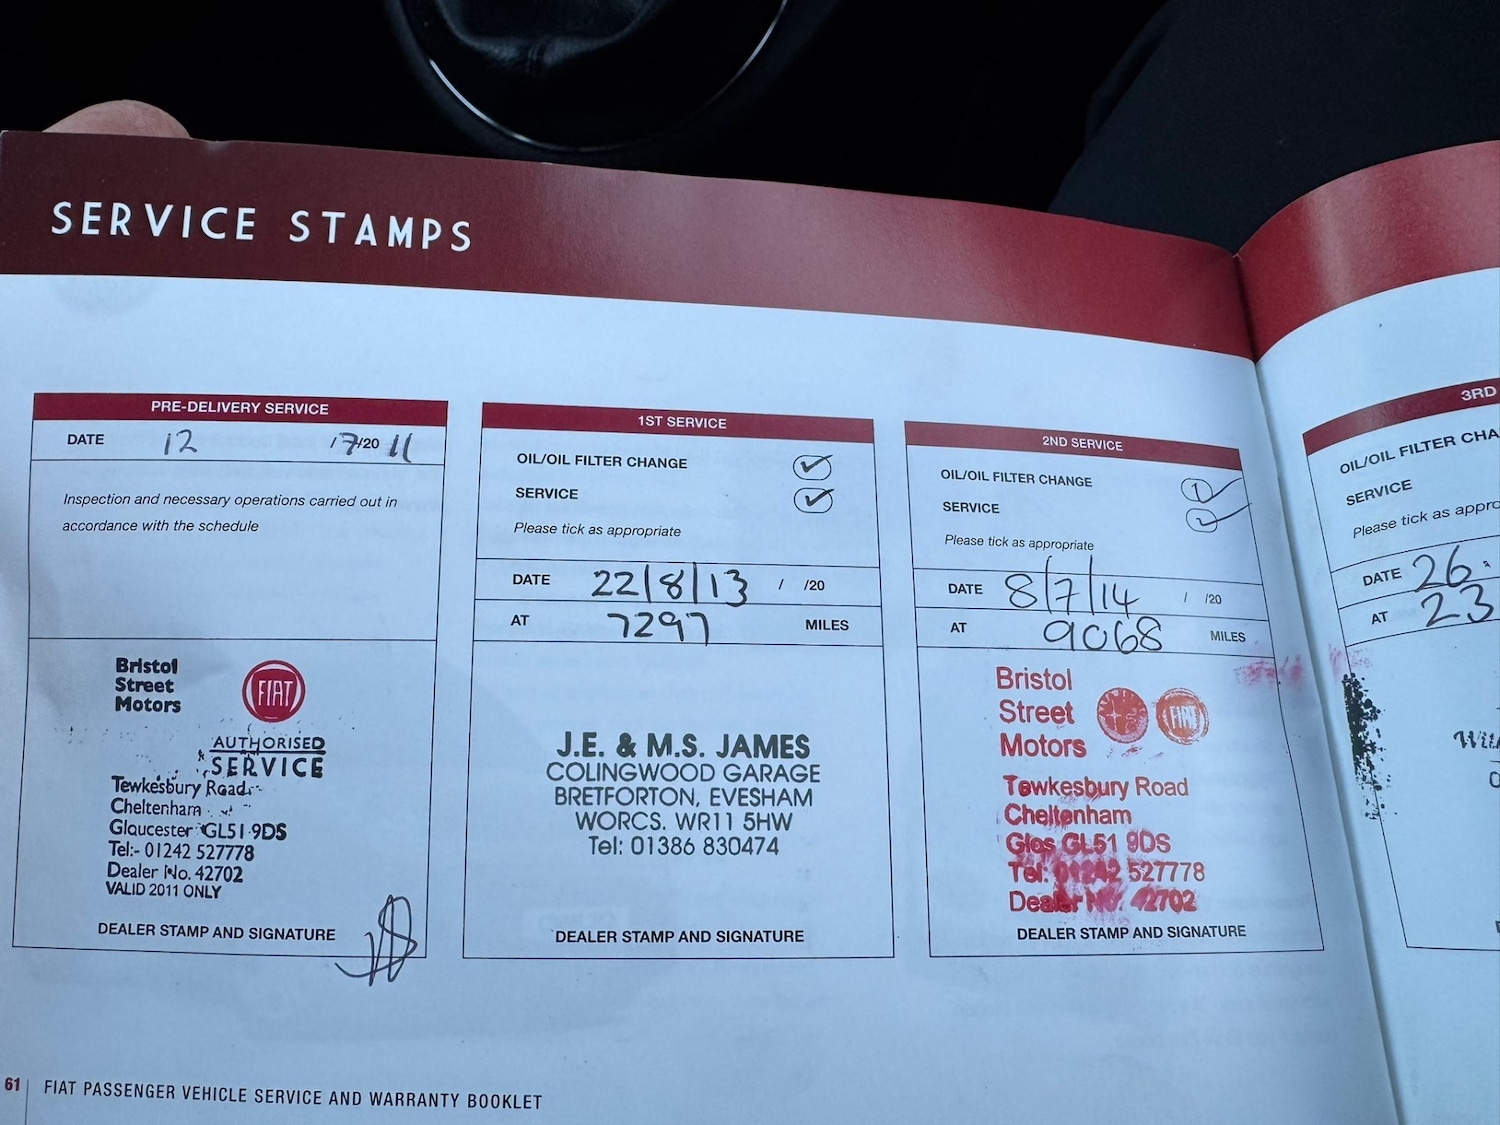 SERVICE STAMPS
PRE-DELIVERY SERVICE
DATE 12 /7/20 11
Inspection and necessary operations carried out in
accordance with the schedule
Bristol
Street
Motors
FIAT
AUTHORISED
SERVICE
Tewkesbury Road
Cheltenham
Gloucester GL51 9DS
Tel:- 01242 527778
Dealer No. 42702
VALID 2011 ONLY
DEALER STAMP AND SIGNATURE
1ST SERVICE
OIL/OIL FILTER CHANGE
SERVICE
Please tick as appropriate
DATE 22/8/13 / /20
AT 7297 MILES
J.E. & M.S. JAMES
COLINGWOOD GARAGE
BRETFORTON, EVESHAM
WORCS. WR11 5HW
Tel: 01386 830474
DEALER STAMP AND SIGNATURE
2ND SERVICE
OIL/OIL FILTER CHANGE 1
SERVICE 2
Please tick as appropriate
DATE 8/7/14 / /20
AT 9068 MILES
Bristol
Street
Motors
FIAT
Tewkesbury Road
Cheltenham
Glos GL51 9DS
Tel: 01242 527778
Dealer No. 42702
DEALER STAMP AND SIGNATURE
3RD
OIL/OIL FILTER CHA
SERVICE
Please tick as appro
DATE 26.
AT 23
61 FIAT PASSENGER VEHICLE SERVICE AND WARRANTY BOOKLET